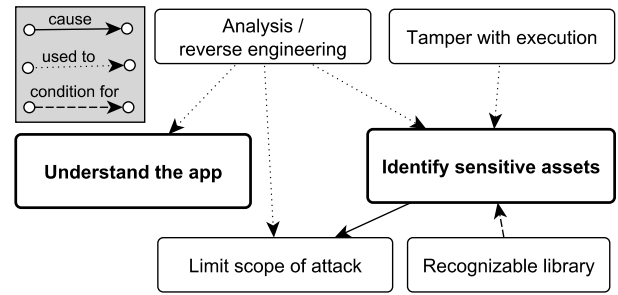 cause
used to
condition for
Analysis /
reverse engineering
Tamper with execution
Understand the app
Identify sensitive assets
Limit scope of attack
Recognizable library